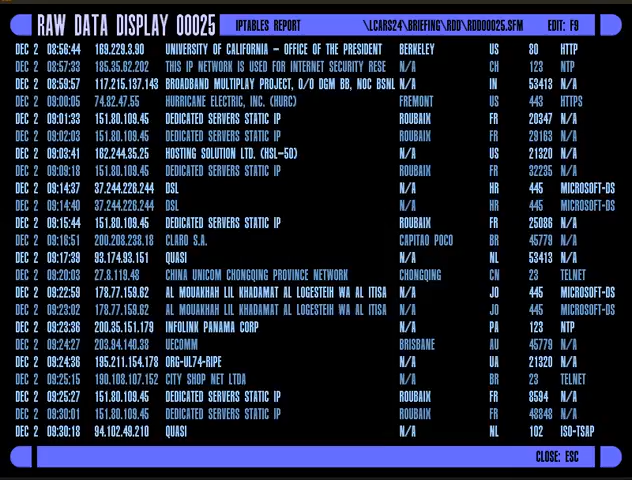 RAW DATA DISPLAY 00025 IPTABLES REPORT \LCARS24\BRIEFING\RDD\RDD00025.SFM EDIT: F9
DEC 2 08:56:44 169.229.3.90 UNIVERSITY OF CALIFORNIA - OFFICE OF THE PRESIDENT BERKELEY US 80 HTTP
DEC 2 08:57:33 185.35.62.202 THIS IP NETWORK IS USED FOR INTERNET SECURITY RESE N/A CH 123 NTP
DEC 2 08:59:57 117.215.137.143 BROADBAND MULTIPLAY PROJECT, O/O DGM BB, NOC BSNL N/A IN 53413 N/A
DEC 2 09:00:05 74.82.47.55 HURRICANE ELECTRIC, INC. (HURC) FREMONT US 443 HTTPS
DEC 2 09:01:33 151.80.109.45 DEDICATED SERVERS STATIC IP ROUBAIX FR 20347 N/A
DEC 2 09:02:03 151.80.109.45 DEDICATED SERVERS STATIC IP ROUBAIX FR 29163 N/A
DEC 2 09:03:41 162.244.35.25 HOSTING SOLUTION LTD. (HSL-50) N/A US 21320 N/A
DEC 2 09:09:18 151.80.109.45 DEDICATED SERVERS STATIC IP ROUBAIX FR 32235 N/A
DEC 2 09:14:37 37.244.226.244 DSL N/A HR 445 MICROSOFT-DS
DEC 2 09:14:40 37.244.226.244 DSL N/A HR 445 MICROSOFT-DS
DEC 2 09:15:44 151.80.109.45 DEDICATED SERVERS STATIC IP ROUBAIX FR 25086 N/A
DEC 2 09:16:51 200.208.238.18 CLARO S.A. CAPITAO POCO BR 45779 N/A
DEC 2 09:17:39 93.174.93.151 QUASI N/A NL 53413 N/A
DEC 2 09:20:03 27.8.119.48 CHINA UNICOM CHONGQING PROVINCE NETWORK CHONGQING CN 23 TELNET
DEC 2 09:22:59 178.77.159.62 AL MOUAKHAH LIL KHADAMAT AL LOGESTEIH WA AL ITISA N/A JO 445 MICROSOFT-DS
DEC 2 09:23:02 178.77.159.62 AL MOUAKHAH LIL KHADAMAT AL LOGESTEIH WA AL ITISA N/A JO 445 MICROSOFT-DS
DEC 2 09:23:36 200.35.151.179 INFOLINK PANAMA CORP N/A PA 123 NTP
DEC 2 09:24:27 203.94.140.38 UECOMM BRISBANE AU 45779 N/A
DEC 2 09:24:36 195.211.154.178 ORG-UL74-RIPE N/A UA 21320 N/A
DEC 2 09:25:15 190.108.107.152 CITY SHOP NET LTDA N/A BR 23 TELNET
DEC 2 09:25:27 151.80.109.45 DEDICATED SERVERS STATIC IP ROUBAIX FR 8594 N/A
DEC 2 09:30:01 151.80.109.45 DEDICATED SERVERS STATIC IP ROUBAIX FR 48848 N/A
DEC 2 09:30:18 94.102.49.210 QUASI N/A NL 102 ISO-TSAP
CLOSE: ESC